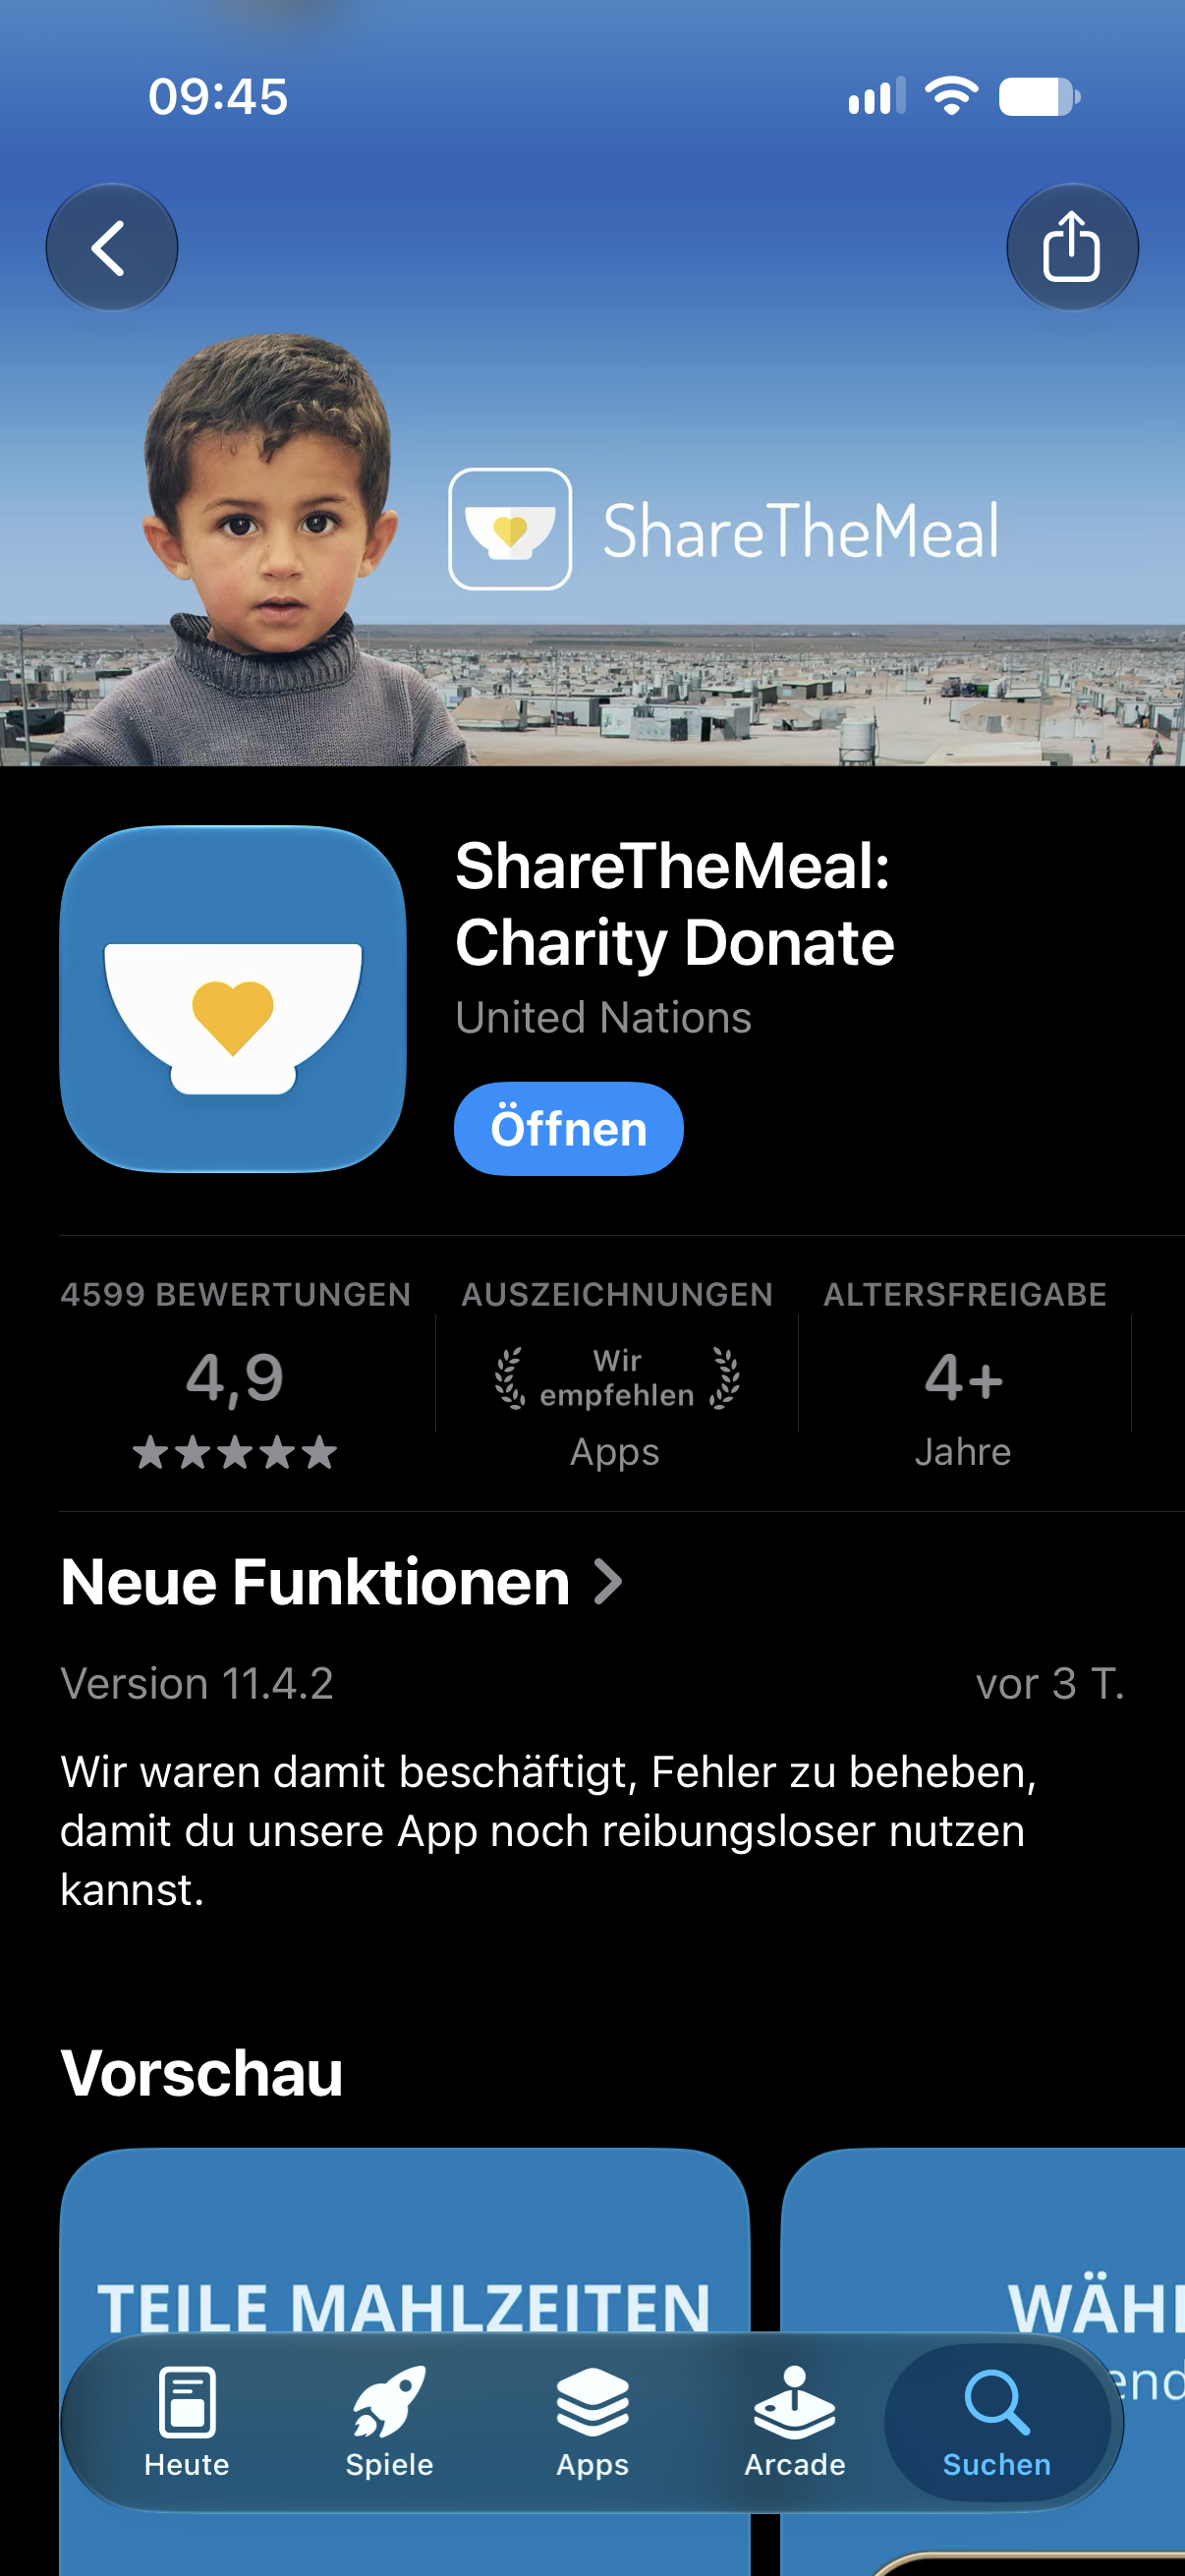 09:45
ShareTheMeal
ShareTheMeal:
Charity Donate
United Nations
Öffnen
4599 BEWERTUNGEN
4,9
AUSZEICHNUNGEN
Wir
empfehlen
Apps
ALTERSFREIGABE
4+
Jahre
Neue Funktionen
Version 11.4.2
vor 3 T.
Wir waren damit beschäftigt, Fehler zu beheben,
damit du unsere App noch reibungsloser nutzen
kannst.
Vorschau
TEILE MAHLZEITEN
Heute
Spiele
Apps
Arcade
Suchen